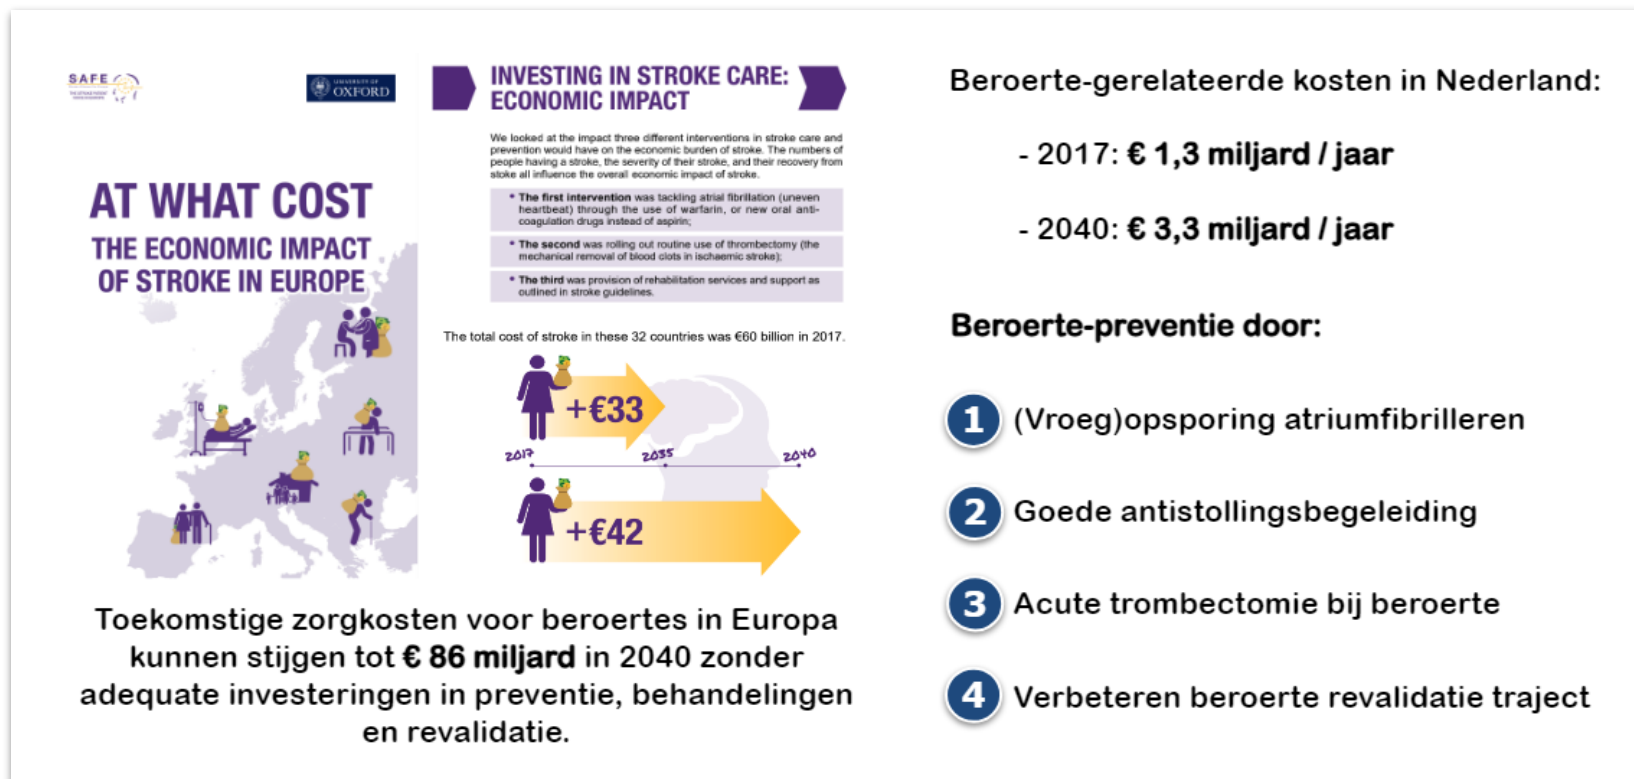 SAFE
UNIVERSITY OF
OXFORD
AT WHAT COST
THE ECONOMIC IMPACT
OF STROKE IN EUROPE
INVESTING IN STROKE CARE:
ECONOMIC IMPACT
We looked at the impact three different interventions in stroke care and
prevention would have on the economic burden of stroke. The numbers of
people having a stroke, the severity of their stroke, and their recovery from
stoke all influence the overall economic impact of stroke.
• The first intervention was tackling atrial fibrillation (uneven
heartbeat) through the use of warfarin, or new oral anti-
coagulation drugs instead of aspirin;
• The second was rolling out routine use of thrombectomy (the
mechanical removal of blood clots in ischaemic stroke);
• The third was provision of rehabilitation services and support as
outlined in stroke guidelines.
The total cost of stroke in these 32 countries was €60 billion in 2017.
+€33
2017 2035 2040
+€42
Toekomstige zorgkosten voor beroertes in Europa
kunnen stijgen tot € 86 miljard in 2040 zonder
adequate investeringen in preventie, behandelingen
en revalidatie.
Beroerte-gerelateerde kosten in Nederland:
- 2017: € 1,3 miljard / jaar
- 2040: € 3,3 miljard / jaar
Beroerte-preventie door:
1 (Vroeg)opsporing atriumfibrilleren
2 Goede antistollingsbegeleiding
3 Acute trombectomie bij beroerte
4 Verbeteren beroerte revalidatie traject